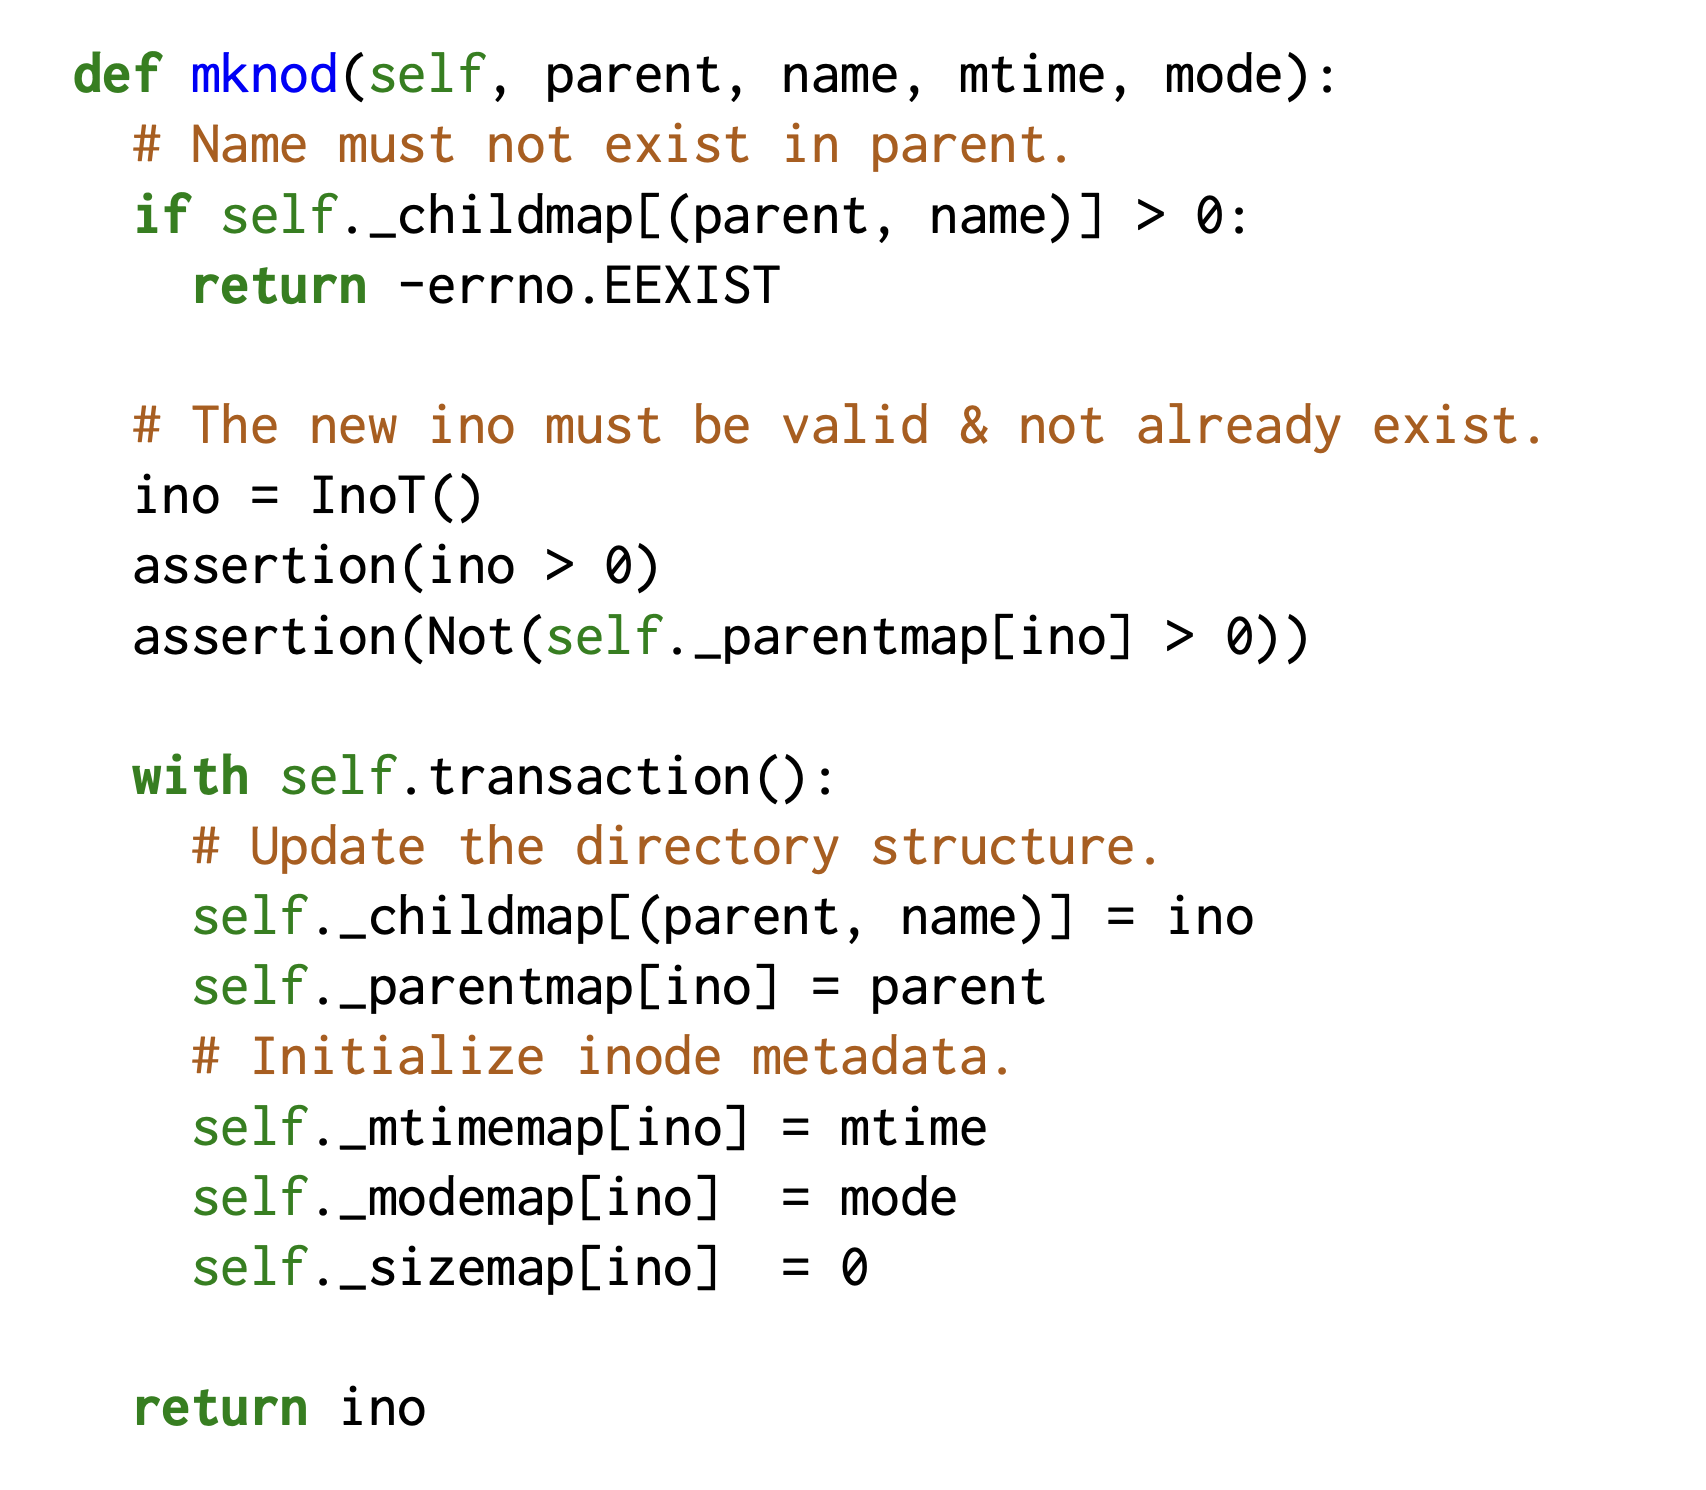 def mknod(self, parent, name, mtime, mode):
  # Name must not exist in parent.
  if self._childmap[(parent, name)] > 0:
    return -errno.EEXIST

  # The new ino must be valid & not already exist.
  ino = InoT()
  assertion(ino > 0)
  assertion(Not(self._parentmap[ino] > 0))

  with self.transaction():
    # Update the directory structure.
    self._childmap[(parent, name)] = ino
    self._parentmap[ino] = parent
    # Initialize inode metadata.
    self._mtimemap[ino] = mtime
    self._modemap[ino]  = mode
    self._sizemap[ino]  = 0

  return ino